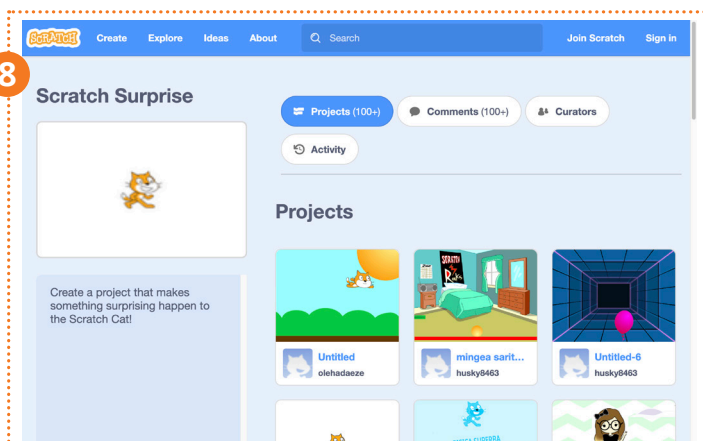 8
SCRATCH
Create
Explore
Ideas
About
Search
Join Scratch
Sign in
Scratch Surprise
Projects (100+)
Comments (100+)
Curators
Activity
Create a project that makes
something surprising happen to
the Scratch Cat!
Projects
Untitled
olehadaeze
mingea sarit...
husky8463
Untitled-6
husky8463